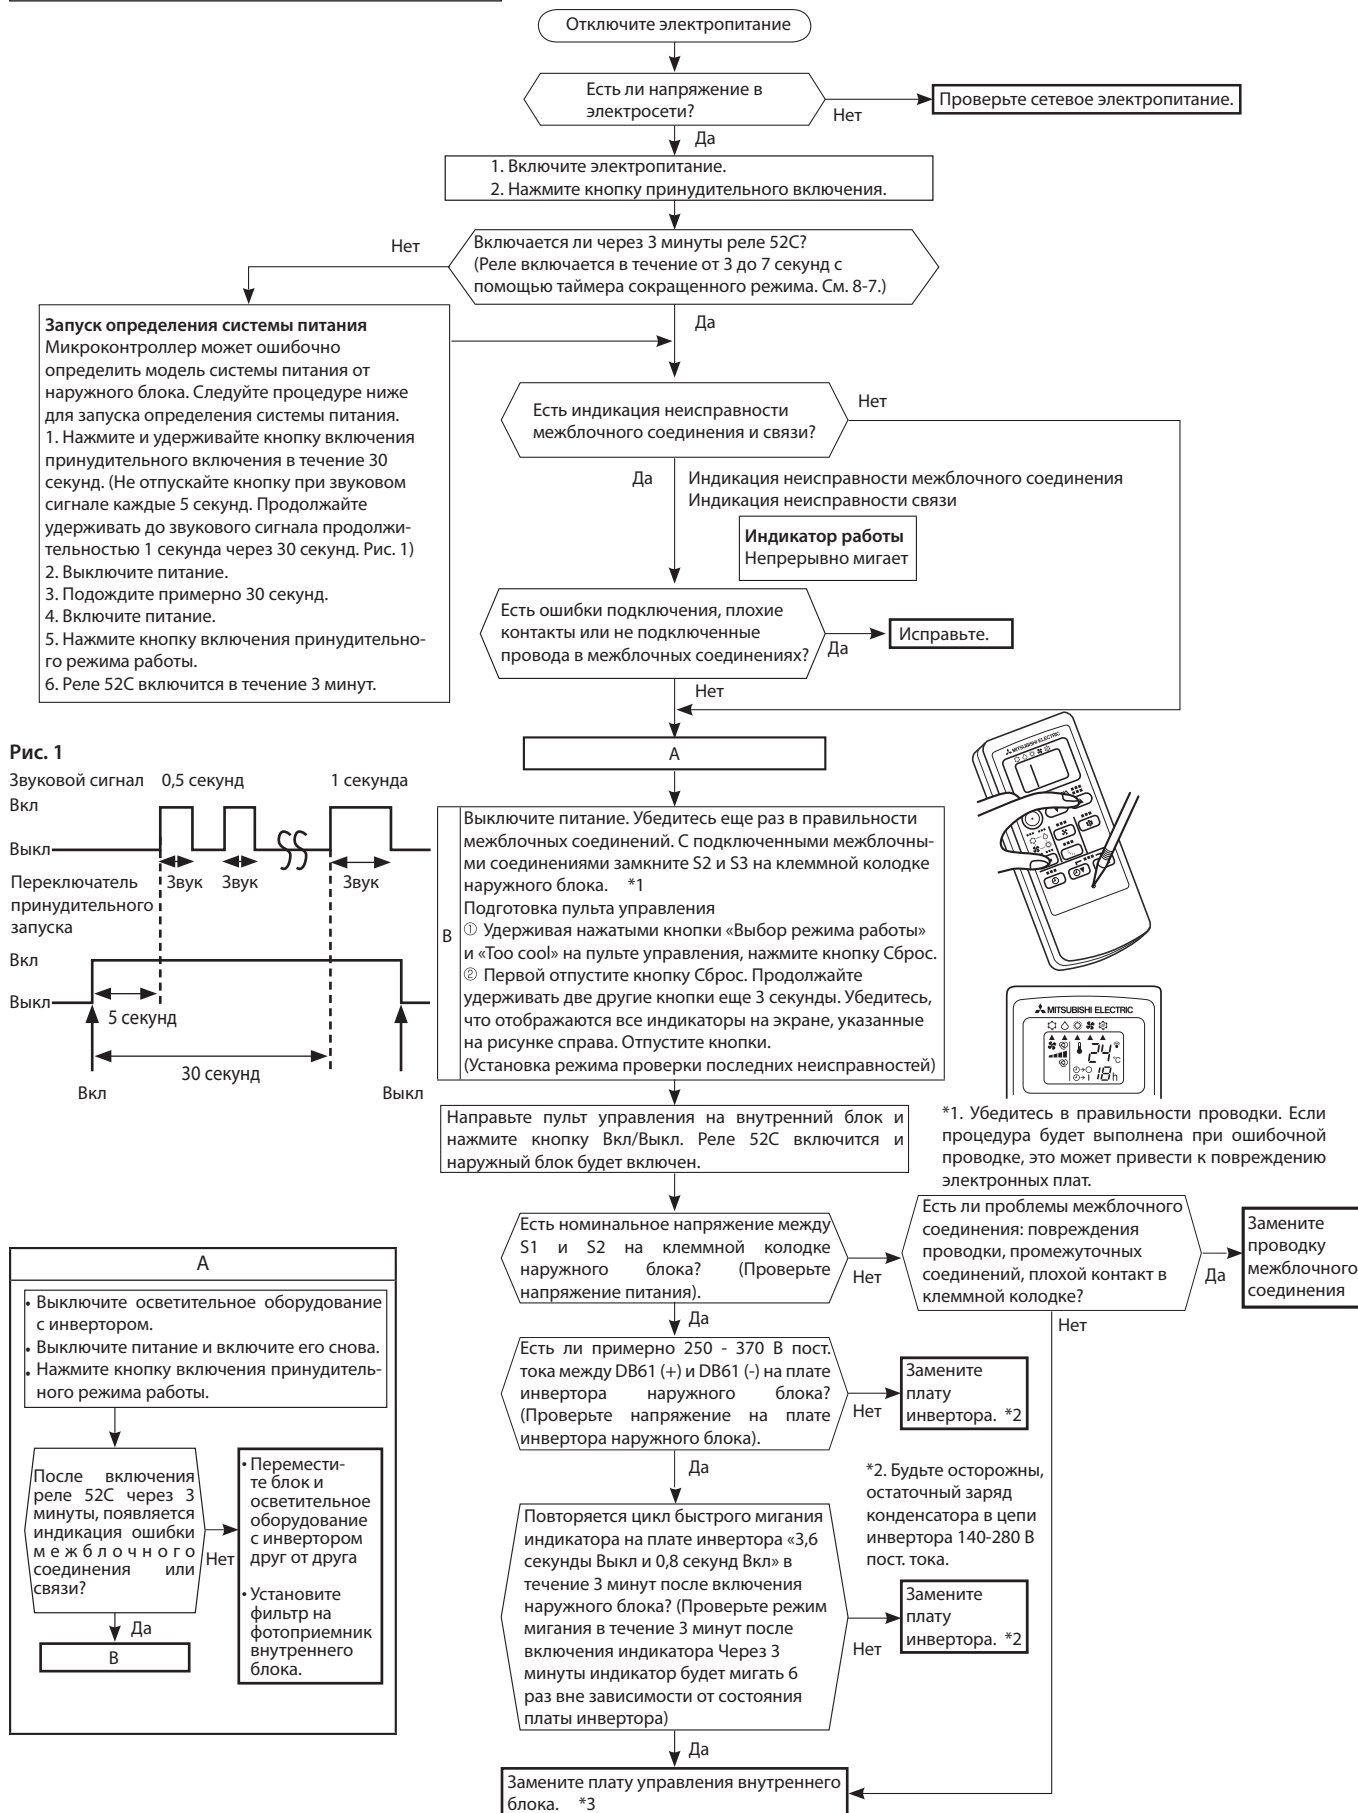 Отключите электропитание
Есть ли напряжение в
электросети?
Нет
Проверьте сетевое электропитание.
Да
1. Включите электропитание.
2. Нажмите кнопку принудительного включения.
Нет
Включается ли через 3 минуты реле 52С?
(Реле включается в течение от 3 до 7 секунд с
помощью таймера сокращенного режима. См. 8-7.)
Да
Запуск определения системы питания
Микроконтроллер может ошибочно
определить модель системы питания от
наружного блока. Следуйте процедуре ниже
для запуска определения системы питания.
1. Нажмите и удерживайте кнопку включения
принудительного включения в течение 30
секунд. (Не отпускайте кнопку при звуковом
сигнале каждые 5 секунд. Продолжайте
удерживать до звукового сигнала продолжи-
тельностью 1 секунда через 30 секунд. Рис. 1)
2. Выключите питание.
3. Подождите примерно 30 секунд.
4. Включите питание.
5. Нажмите кнопку включения принудительно-
го режима работы.
6. Реле 52С включится в течение 3 минут.
Есть индикация неисправности
межблочного соединения и связи?
Нет
Да
Индикация неисправности межблочного соединения
Индикация неисправности связи
Индикатор работы
Непрерывно мигает
Есть ошибки подключения, плохие
контакты или не подключенные
провода в межблочных соединениях?
Да
Исправьте.
Нет
А
Рис. 1
Звуковой сигнал 0,5 секунд 1 секунда
Вкл
Выкл
Звук Звук Звук
Переключатель
принудительного
запуска
Вкл
Выкл
5 секунд
30 секунд
Вкл Выкл
В
Выключите питание. Убедитесь еще раз в правильности
межблочных соединений. С подключенными межблочны-
ми соединениями замкните S2 и S3 на клеммной колодке
наружного блока. *1
Подготовка пульта управления
① Удерживая нажатыми кнопки «Выбор режима работы»
и «Too cool» на пульте управления, нажмите кнопку Сброс.
② Первой отпустите кнопку Сброс. Продолжайте
удерживать две другие кнопки еще 3 секунды. Убедитесь,
что отображаются все индикаторы на экране, указанные
на рисунке справа. Отпустите кнопки.
(Установка режима проверки последних неисправностей)
MITSUBISHI ELECTRIC
MITSUBISHI ELECTRIC
24 °C
18h
*1. Убедитесь в правильности проводки. Если
процедура будет выполнена при ошибочной
проводке, это может привести к повреждению
электронных плат.
Направьте пульт управления на внутренний блок и
нажмите кнопку Вкл/Выкл. Реле 52С включится и
наружный блок будет включен.
Есть номинальное напряжение между
S1 и S2 на клеммной колодке
наружного блока? (Проверьте
напряжение питания).
Нет
Есть ли проблемы межблочного
соединения: повреждения
проводки, промежуточных
соединений, плохой контакт в
клеммной колодке?
Да
Замените
проводку
межблочного
соединения
Нет
Да
Есть ли примерно 250 - 370 В пост.
тока между DB61 (+) и DB61 (-) на плате
инвертора наружного блока?
(Проверьте напряжение на плате
инвертора наружного блока).
Нет
Замените
плату
инвертора. *2
Да
*2. Будьте осторожны,
остаточный заряд
конденсатора в цепи
инвертора 140-280 В
пост. тока.
Повторяется цикл быстрого мигания
индикатора на плате инвертора «3,6
секунды Выкл и 0,8 секунд Вкл» в
течение 3 минут после включения
наружного блока? (Проверьте режим
мигания в течение 3 минут после
включения индикатора Через 3
минуты индикатор будет мигать 6
раз вне зависимости от состояния
платы инвертора)
Нет
Замените
плату
инвертора. *2
Да
Замените плату управления внутреннего
блока. *3
А
• Выключите осветительное оборудование
с инвертором.
• Выключите питание и включите его снова.
• Нажмите кнопку включения принудитель-
ного режима работы.
После включения
реле 52С через 3
минуты, появляется
индикация ошибки
межблочного
соединения или
связи?
Нет
• Перемести-
те блок и
осветительное
оборудование
с инвертором
друг от друга
• Установите
фильтр на
фотоприемник
внутреннего
блока.
Да
В